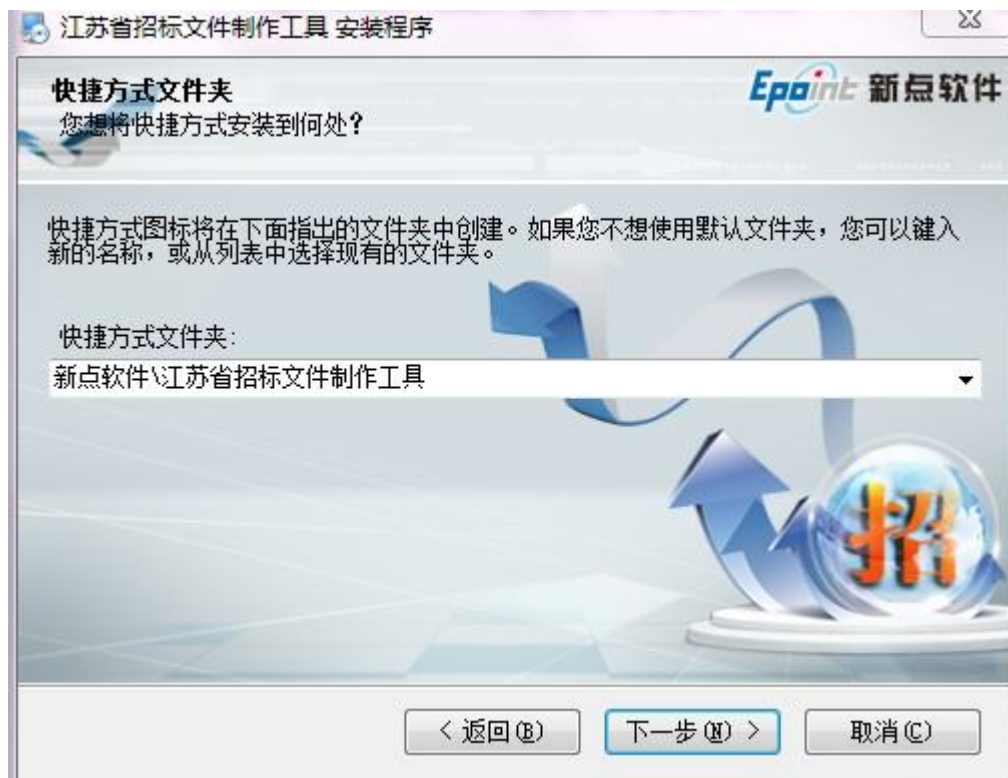 江苏省招标文件制作工具 安装程序
快捷方式文件夹
您想将快捷方式安装到何处?
Epoint 新点软件
快捷方式图标将在下面指出的文件夹中创建。如果您不想使用默认文件夹，您可以键入
新的名称，或从列表中选择现有的文件夹。
快捷方式文件夹:
新点软件\江苏省招标文件制作工具
招
< 返回(B)
下一步(N) >
取消(C)